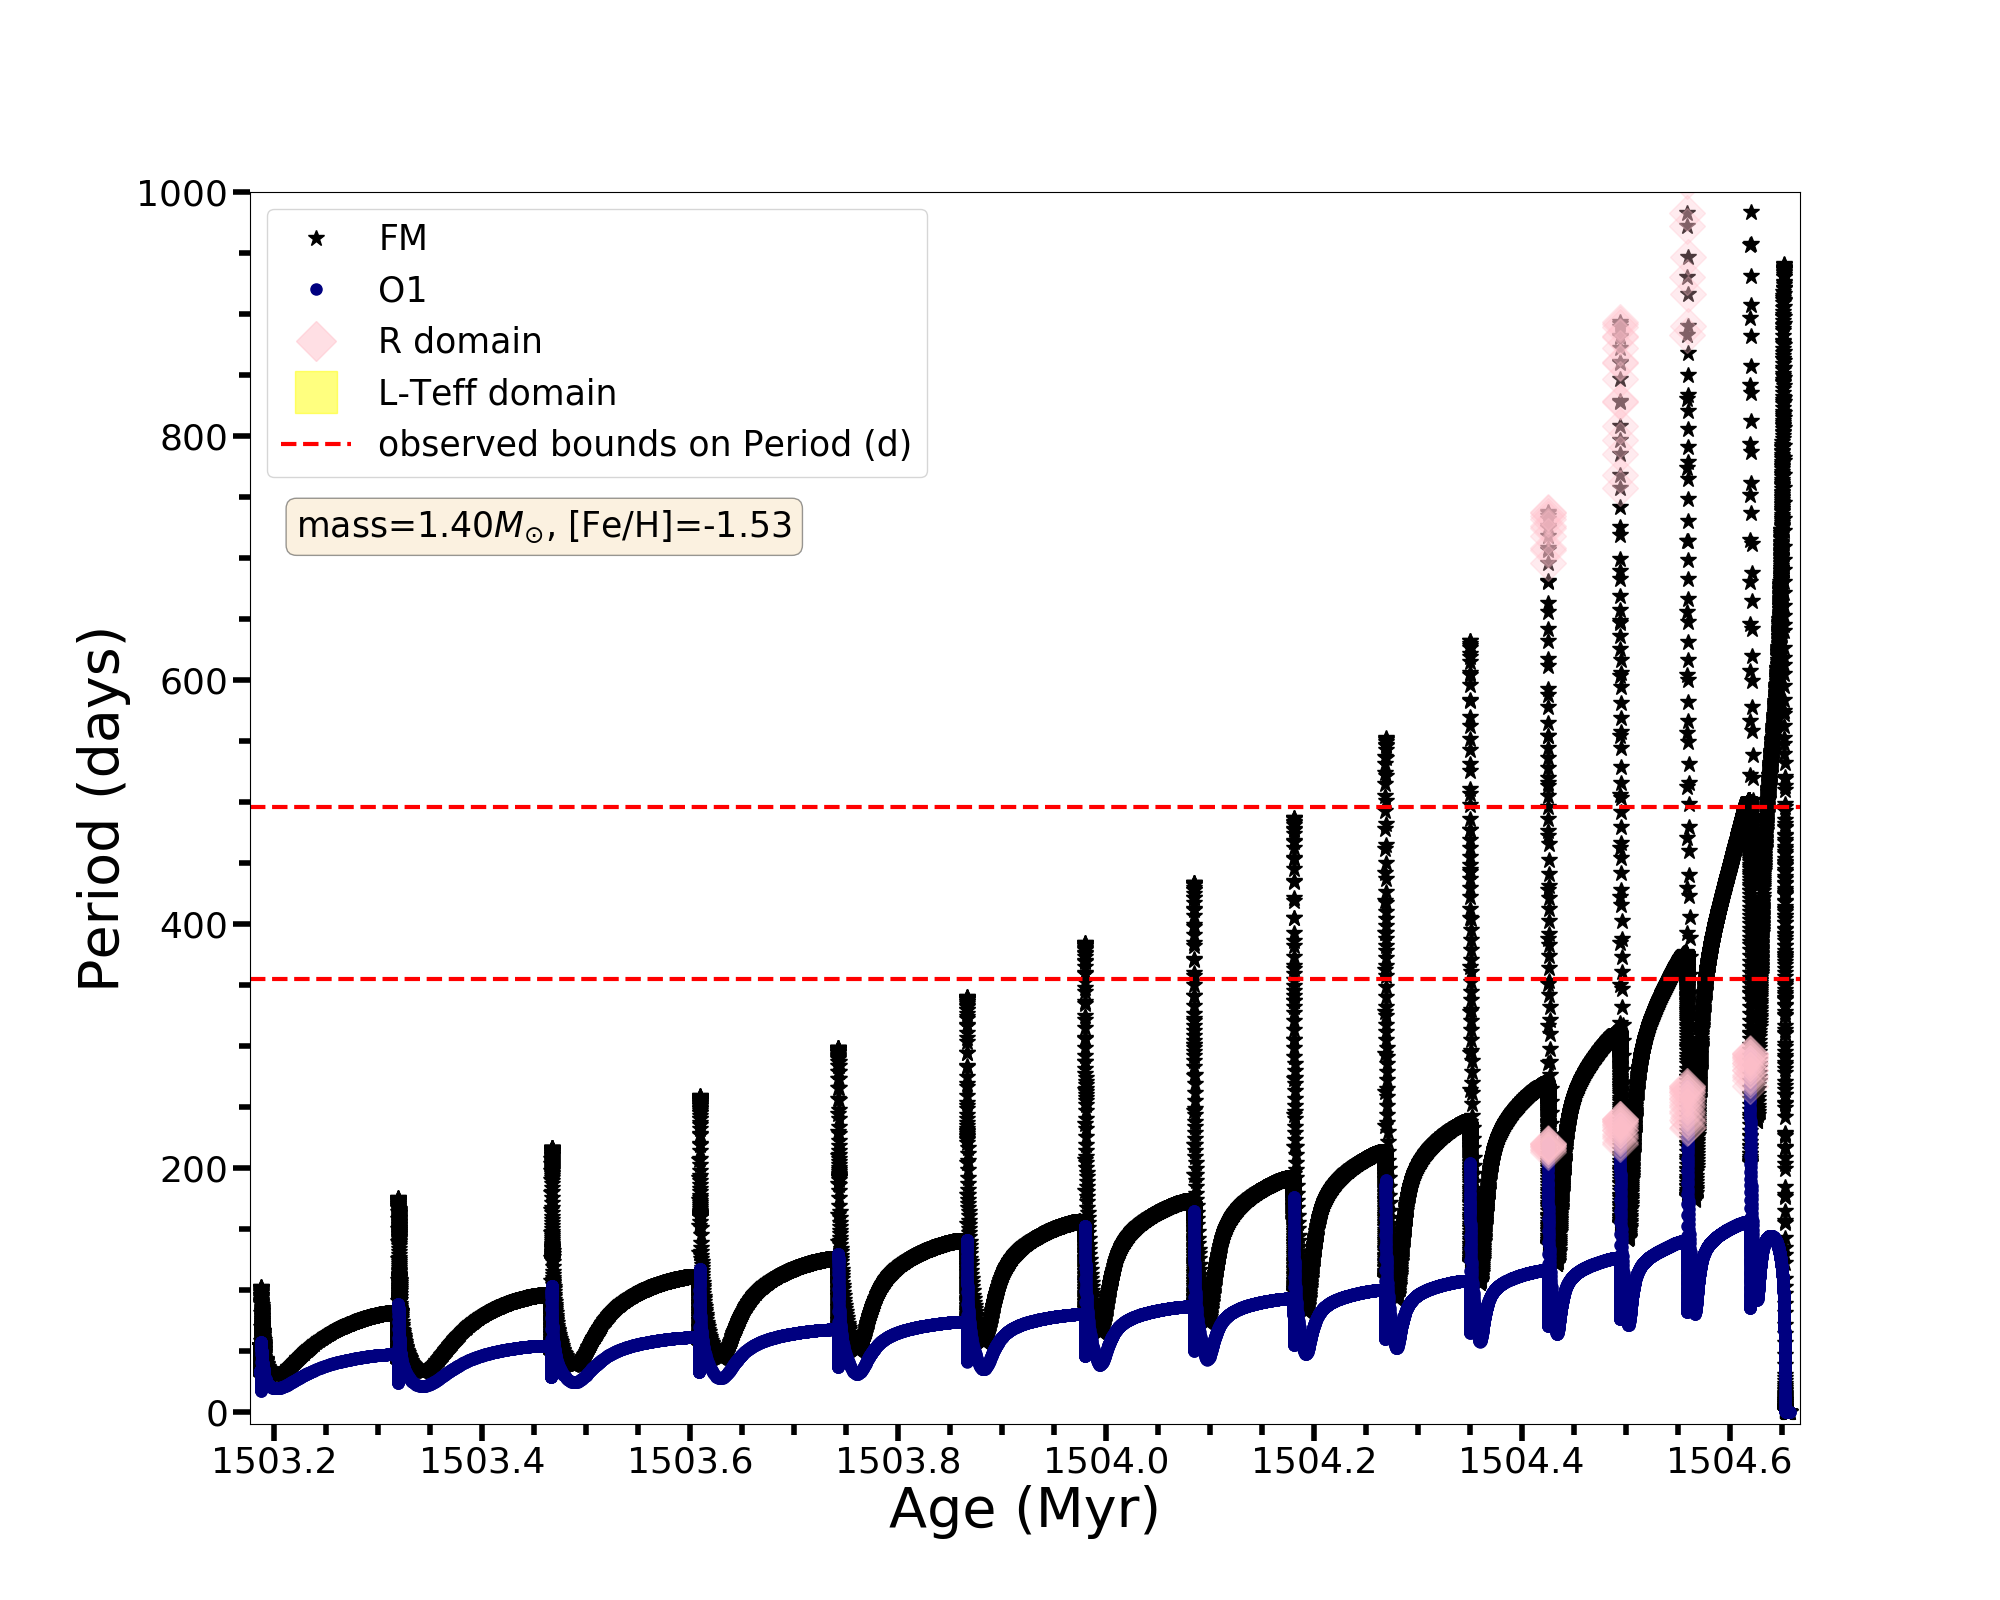 1000
800
600
400
200
0
Period (days)
FM
O1
R domain
L-Teff domain
observed bounds on Period (d)
mass=1.40M☉, [Fe/H]=-1.53
1503.2 1503.4 1503.6 1503.8 1504.0 1504.2 1504.4 1504.6
Age (Myr)